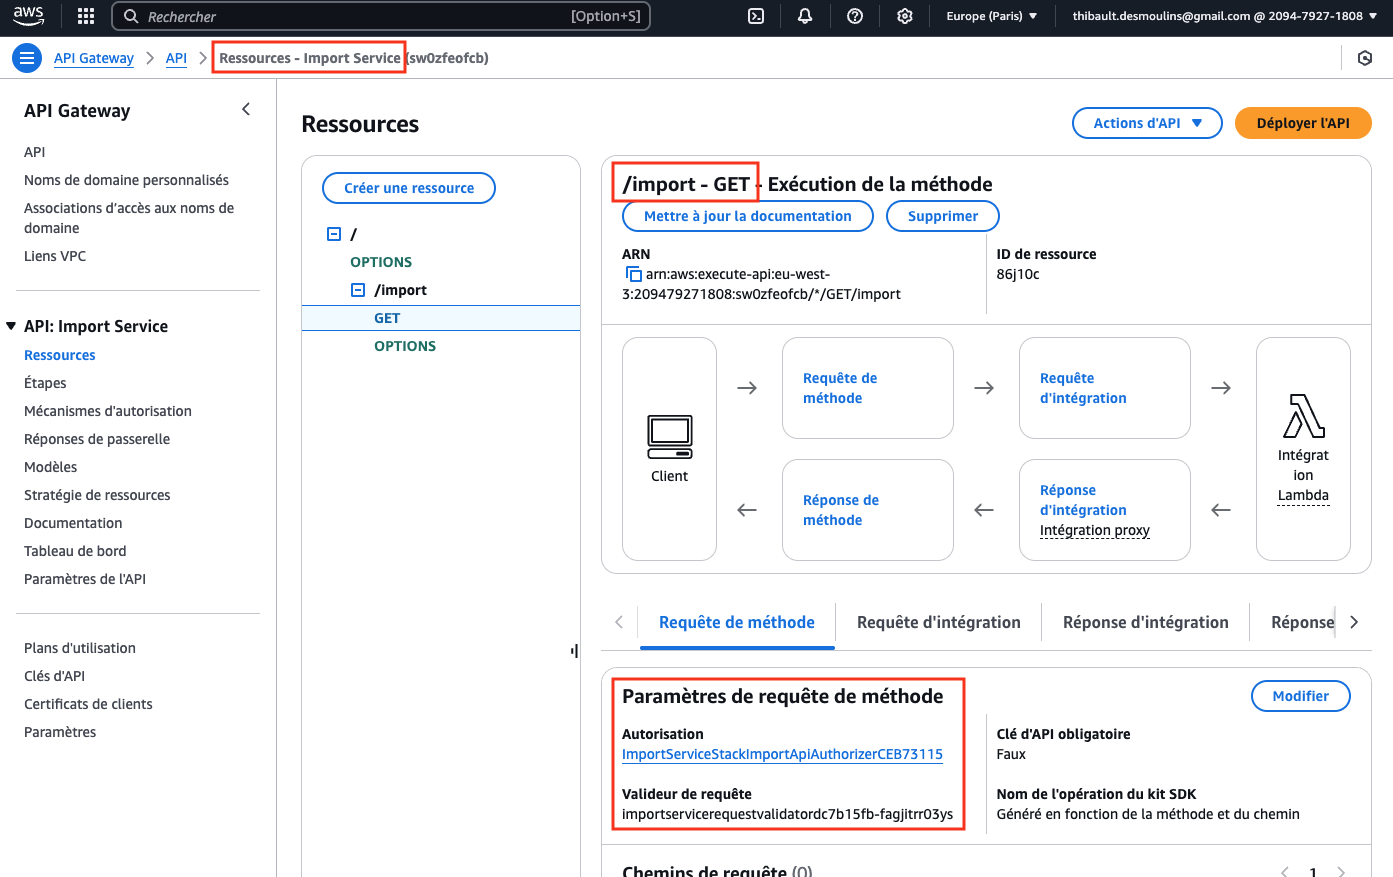 aws
Rechercher
[Option+S]
Europe (Paris)
thibault.desmoulins@gmail.com @ 2094-7927-1808
API Gateway
API
Ressources - Import Service (sw0zfeofcb)
API Gateway
API
Noms de domaine personnalisés
Associations d'accès aux noms de
domaine
Liens VPC
API: Import Service
Ressources
Étapes
Mécanismes d'autorisation
Réponses de passerelle
Modèles
Stratégie de ressources
Documentation
Tableau de bord
Paramètres de l'API
Plans d'utilisation
Clés d'API
Certificats de clients
Paramètres
Ressources
Actions d'API
Déployer l'API
Créer une ressource
/
OPTIONS
/import
GET
OPTIONS
/import - GET - Exécution de la méthode
Mettre à jour la documentation
Supprimer
ARN
arn:aws:execute-api:eu-west-
3:209479271808:sw0zfeofcb/*/GET/import
ID de ressource
86j10c
Client
Requête de
méthode
Requête
d'intégration
Réponse de
méthode
Réponse
d'intégration
Intégration proxy
Intégrat
ion
Lambda
Requête de méthode
Requête d'intégration
Réponse d'intégration
Réponse
Paramètres de requête de méthode
Modifier
Autorisation
ImportServiceStackImportApiAuthorizerCEB73115
Clé d'API obligatoire
Faux
Valideur de requête
importservicerequestvalidatordc7b15fb-fagjitrr03ys
Nom de l'opération du kit SDK
Généré en fonction de la méthode et du chemin
Chemins de requête (0)
1